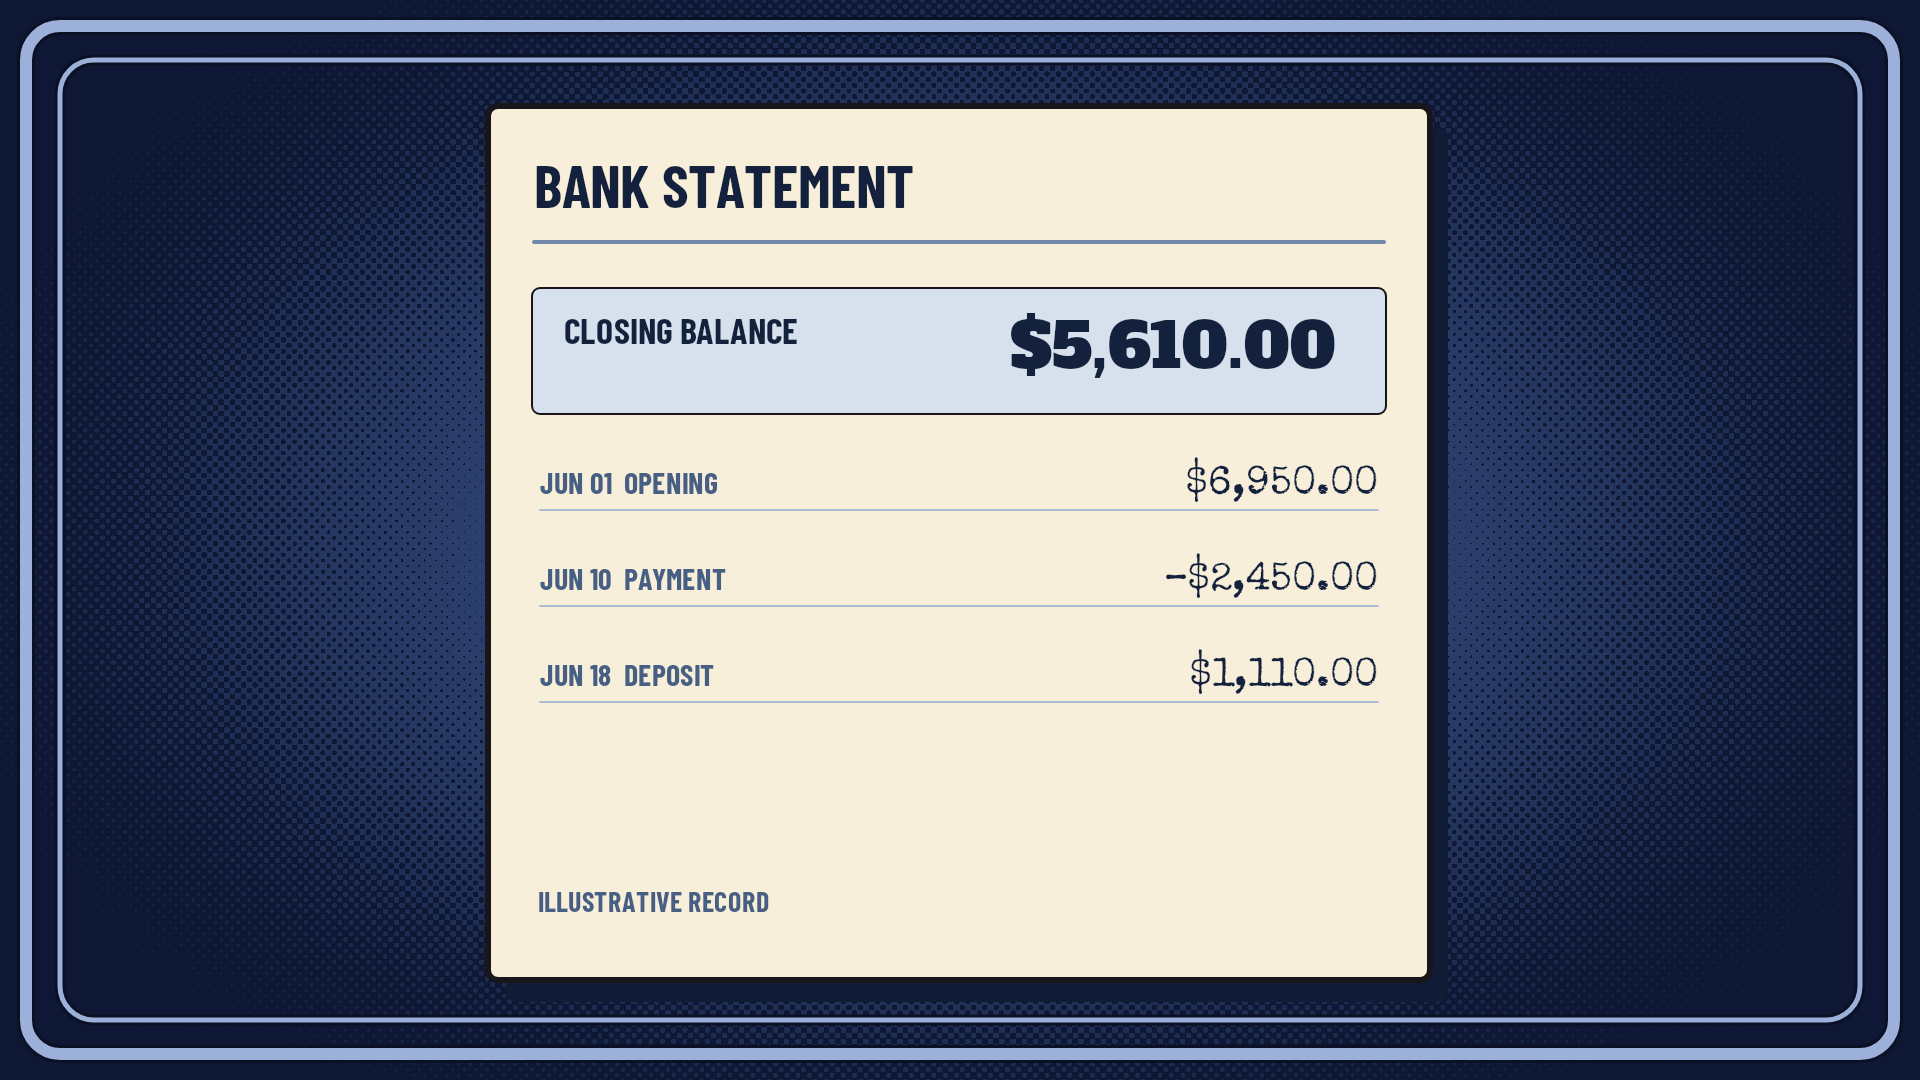 BANK STATEMENT
CLOSING BALANCE $5,610.00
JUN 01 OPENING $6,950.00
JUN 10 PAYMENT -$2,450.00
JUN 18 DEPOSIT $1,110.00
ILLUSTRATIVE RECORD